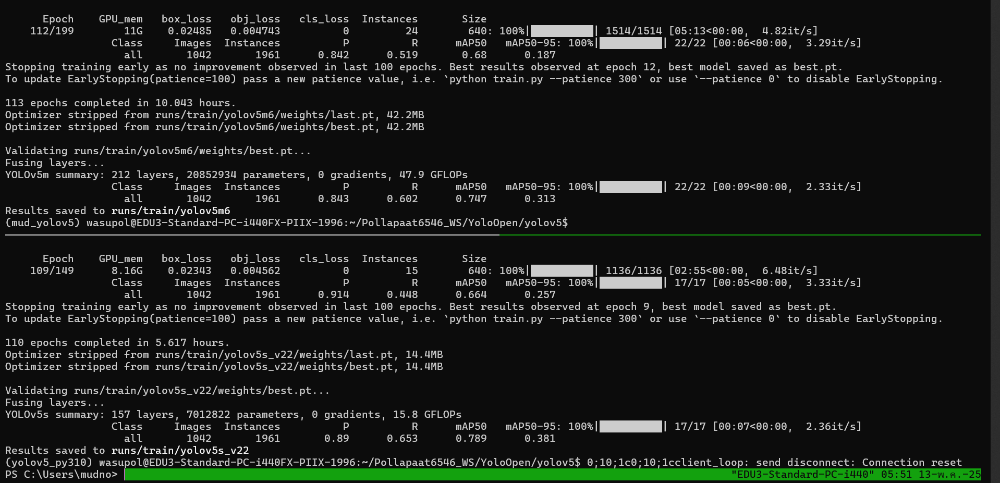 Epoch GPU_mem box_loss obj_loss cls_loss Instances Size
112/199 11G 0.02485 0.004743 0 24 640: 100%|██████████| 1514/1514 [05:13<00:00, 4.82it/s]
Class Images Instances P R mAP50 mAP50-95: 100%|██████████| 22/22 [00:06<00:00, 3.29it/s]
all 1042 1961 0.842 0.519 0.68 0.187
Stopping training early as no improvement observed in last 100 epochs. Best results observed at epoch 12, best model saved as best.pt.
To update EarlyStopping(patience=100) pass a new patience value, i.e. `python train.py --patience 300` or use `--patience 0` to disable EarlyStopping.
113 epochs completed in 10.043 hours.
Optimizer stripped from runs/train/yolov5m6/weights/last.pt, 42.2MB
Optimizer stripped from runs/train/yolov5m6/weights/best.pt, 42.2MB
Validating runs/train/yolov5m6/weights/best.pt...
Fusing layers...
YOLOv5m summary: 212 layers, 20852934 parameters, 0 gradients, 47.9 GFLOPs
Class Images Instances P R mAP50 mAP50-95: 100%|██████████| 22/22 [00:09<00:00, 2.33it/s]
all 1042 1961 0.843 0.602 0.747 0.313
Results saved to runs/train/yolov5m6
(mud_yolov5) wasupol@EDU3-Standard-PC-i440FX-PIIX-1996:~/Pollapaat6546_WS/YoloOpen/yolov5$
Epoch GPU_mem box_loss obj_loss cls_loss Instances Size
109/149 8.16G 0.02343 0.004562 0 15 640: 100%|██████████| 1136/1136 [02:55<00:00, 6.48it/s]
Class Images Instances P R mAP50 mAP50-95: 100%|██████████| 17/17 [00:05<00:00, 3.33it/s]
all 1042 1961 0.914 0.448 0.664 0.257
Stopping training early as no improvement observed in last 100 epochs. Best results observed at epoch 9, best model saved as best.pt.
To update EarlyStopping(patience=100) pass a new patience value, i.e. `python train.py --patience 300` or use `--patience 0` to disable EarlyStopping.
110 epochs completed in 5.617 hours.
Optimizer stripped from runs/train/yolov5s_v22/weights/last.pt, 14.4MB
Optimizer stripped from runs/train/yolov5s_v22/weights/best.pt, 14.4MB
Validating runs/train/yolov5s_v22/weights/best.pt...
Fusing layers...
YOLOv5s summary: 157 layers, 7012822 parameters, 0 gradients, 15.8 GFLOPs
Class Images Instances P R mAP50 mAP50-95: 100%|██████████| 17/17 [00:07<00:00, 2.36it/s]
all 1042 1961 0.89 0.653 0.789 0.381
Results saved to runs/train/yolov5s_v22
(yolov5_py310) wasupol@EDU3-Standard-PC-i440FX-PIIX-1996:~/Pollapaat6546_WS/YoloOpen/yolov5$ 0;10;1c0;10;1cclient_loop: send disconnect: Connection reset
PS C:\Users\mudno> "EDU3-Standard-PC-i440" 05:51 13-พ.ค.-25